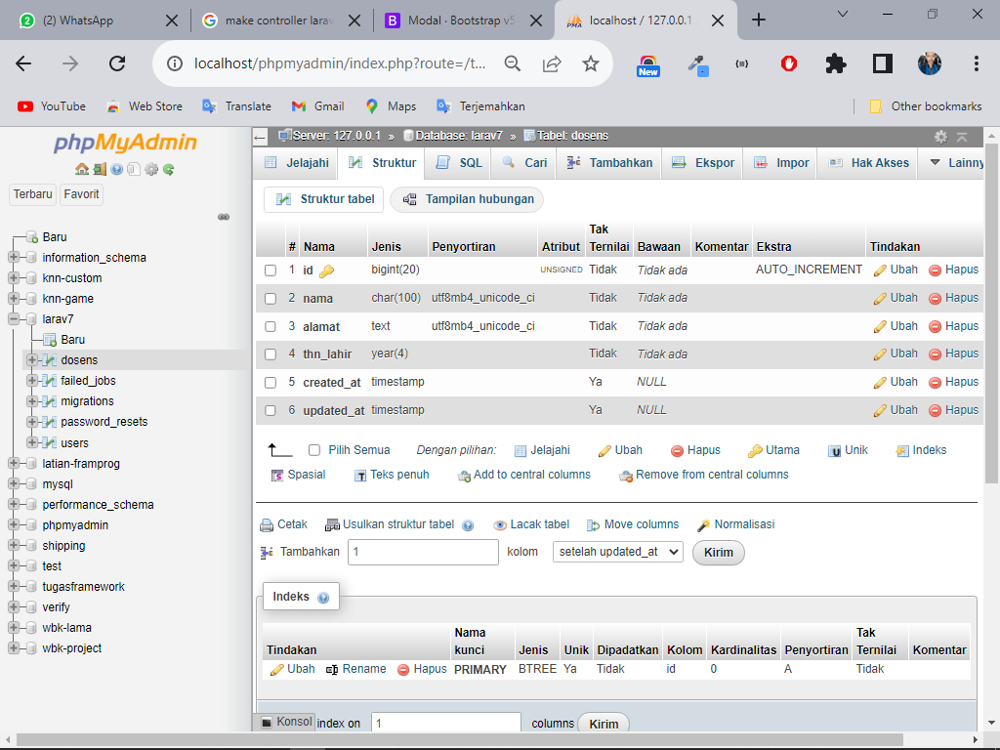 (2) WhatsApp
make controller larav
Modal · Bootstrap v5
localhost / 127.0.0.1
localhost/phpmyadmin/index.php?route=/t...
New
YouTube
Web Store
Translate
Gmail
Maps
Terjemahkan
Other bookmarks
phpMyAdmin
Terbaru
Favorit
Baru
information_schema
knn-custom
knn-game
larav7
Baru
dosens
failed_jobs
migrations
password_resets
users
latian-framprog
mysql
performance_schema
phpmyadmin
shipping
test
tugasframework
verify
wbk-lama
wbk-project
Server: 127.0.0.1 » Database: larav7 » Tabel: dosens
Jelajahi Struktur SQL Cari Tambahkan Ekspor Impor Hak Akses Lainny
Struktur tabel Tampilan hubungan
# Nama Jenis Penyortiran Atribut Tak Ternilai Bawaan Komentar Ekstra Tindakan
1 id bigint(20) UNSIGNED Tidak Tidak ada AUTO_INCREMENT Ubah Hapus
2 nama char(100) utf8mb4_unicode_ci Tidak Tidak ada Ubah Hapus
3 alamat text utf8mb4_unicode_ci Tidak Tidak ada Ubah Hapus
4 thn_lahir year(4) Tidak Tidak ada Ubah Hapus
5 created_at timestamp Ya NULL Ubah Hapus
6 updated_at timestamp Ya NULL Ubah Hapus
Pilih Semua Dengan pilihan: Jelajahi Ubah Hapus Utama Unik Indeks
Spasial Teks penuh Add to central columns Remove from central columns
Cetak Usulkan struktur tabel Lacak tabel Move columns Normalisasi
Tambahkan 1 kolom setelah updated_at Kirim
Indeks
Tindakan Nama kunci Jenis Unik Dipadatkan Kolom Kardinalitas Penyortiran Tak Ternilai Komentar
Ubah Rename Hapus PRIMARY BTREE Ya Tidak id 0 A Tidak
Konsol index on 1 columns Kirim